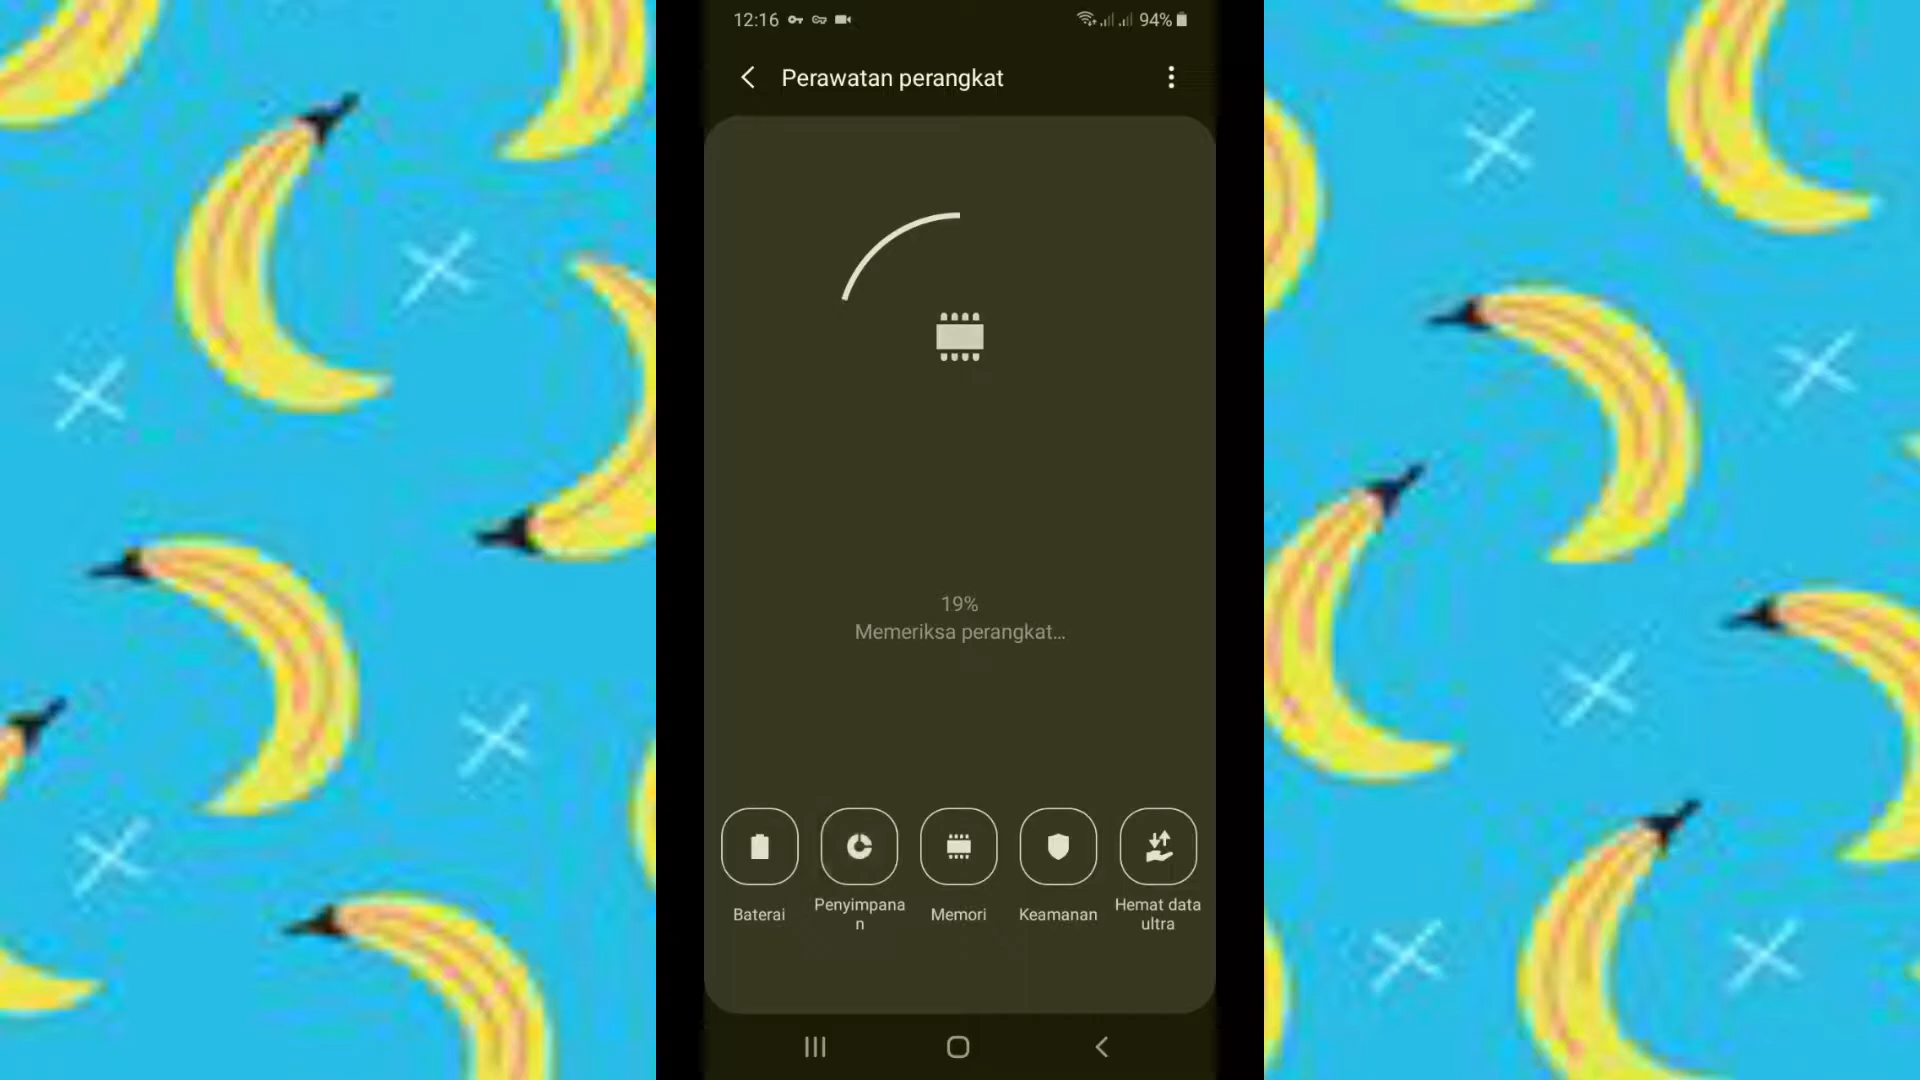 12:16
94%
Perawatan perangkat
19%
Memeriksa perangkat...
Baterai
Penyimpana
n
Memori
Keamanan
Hemat data
ultra